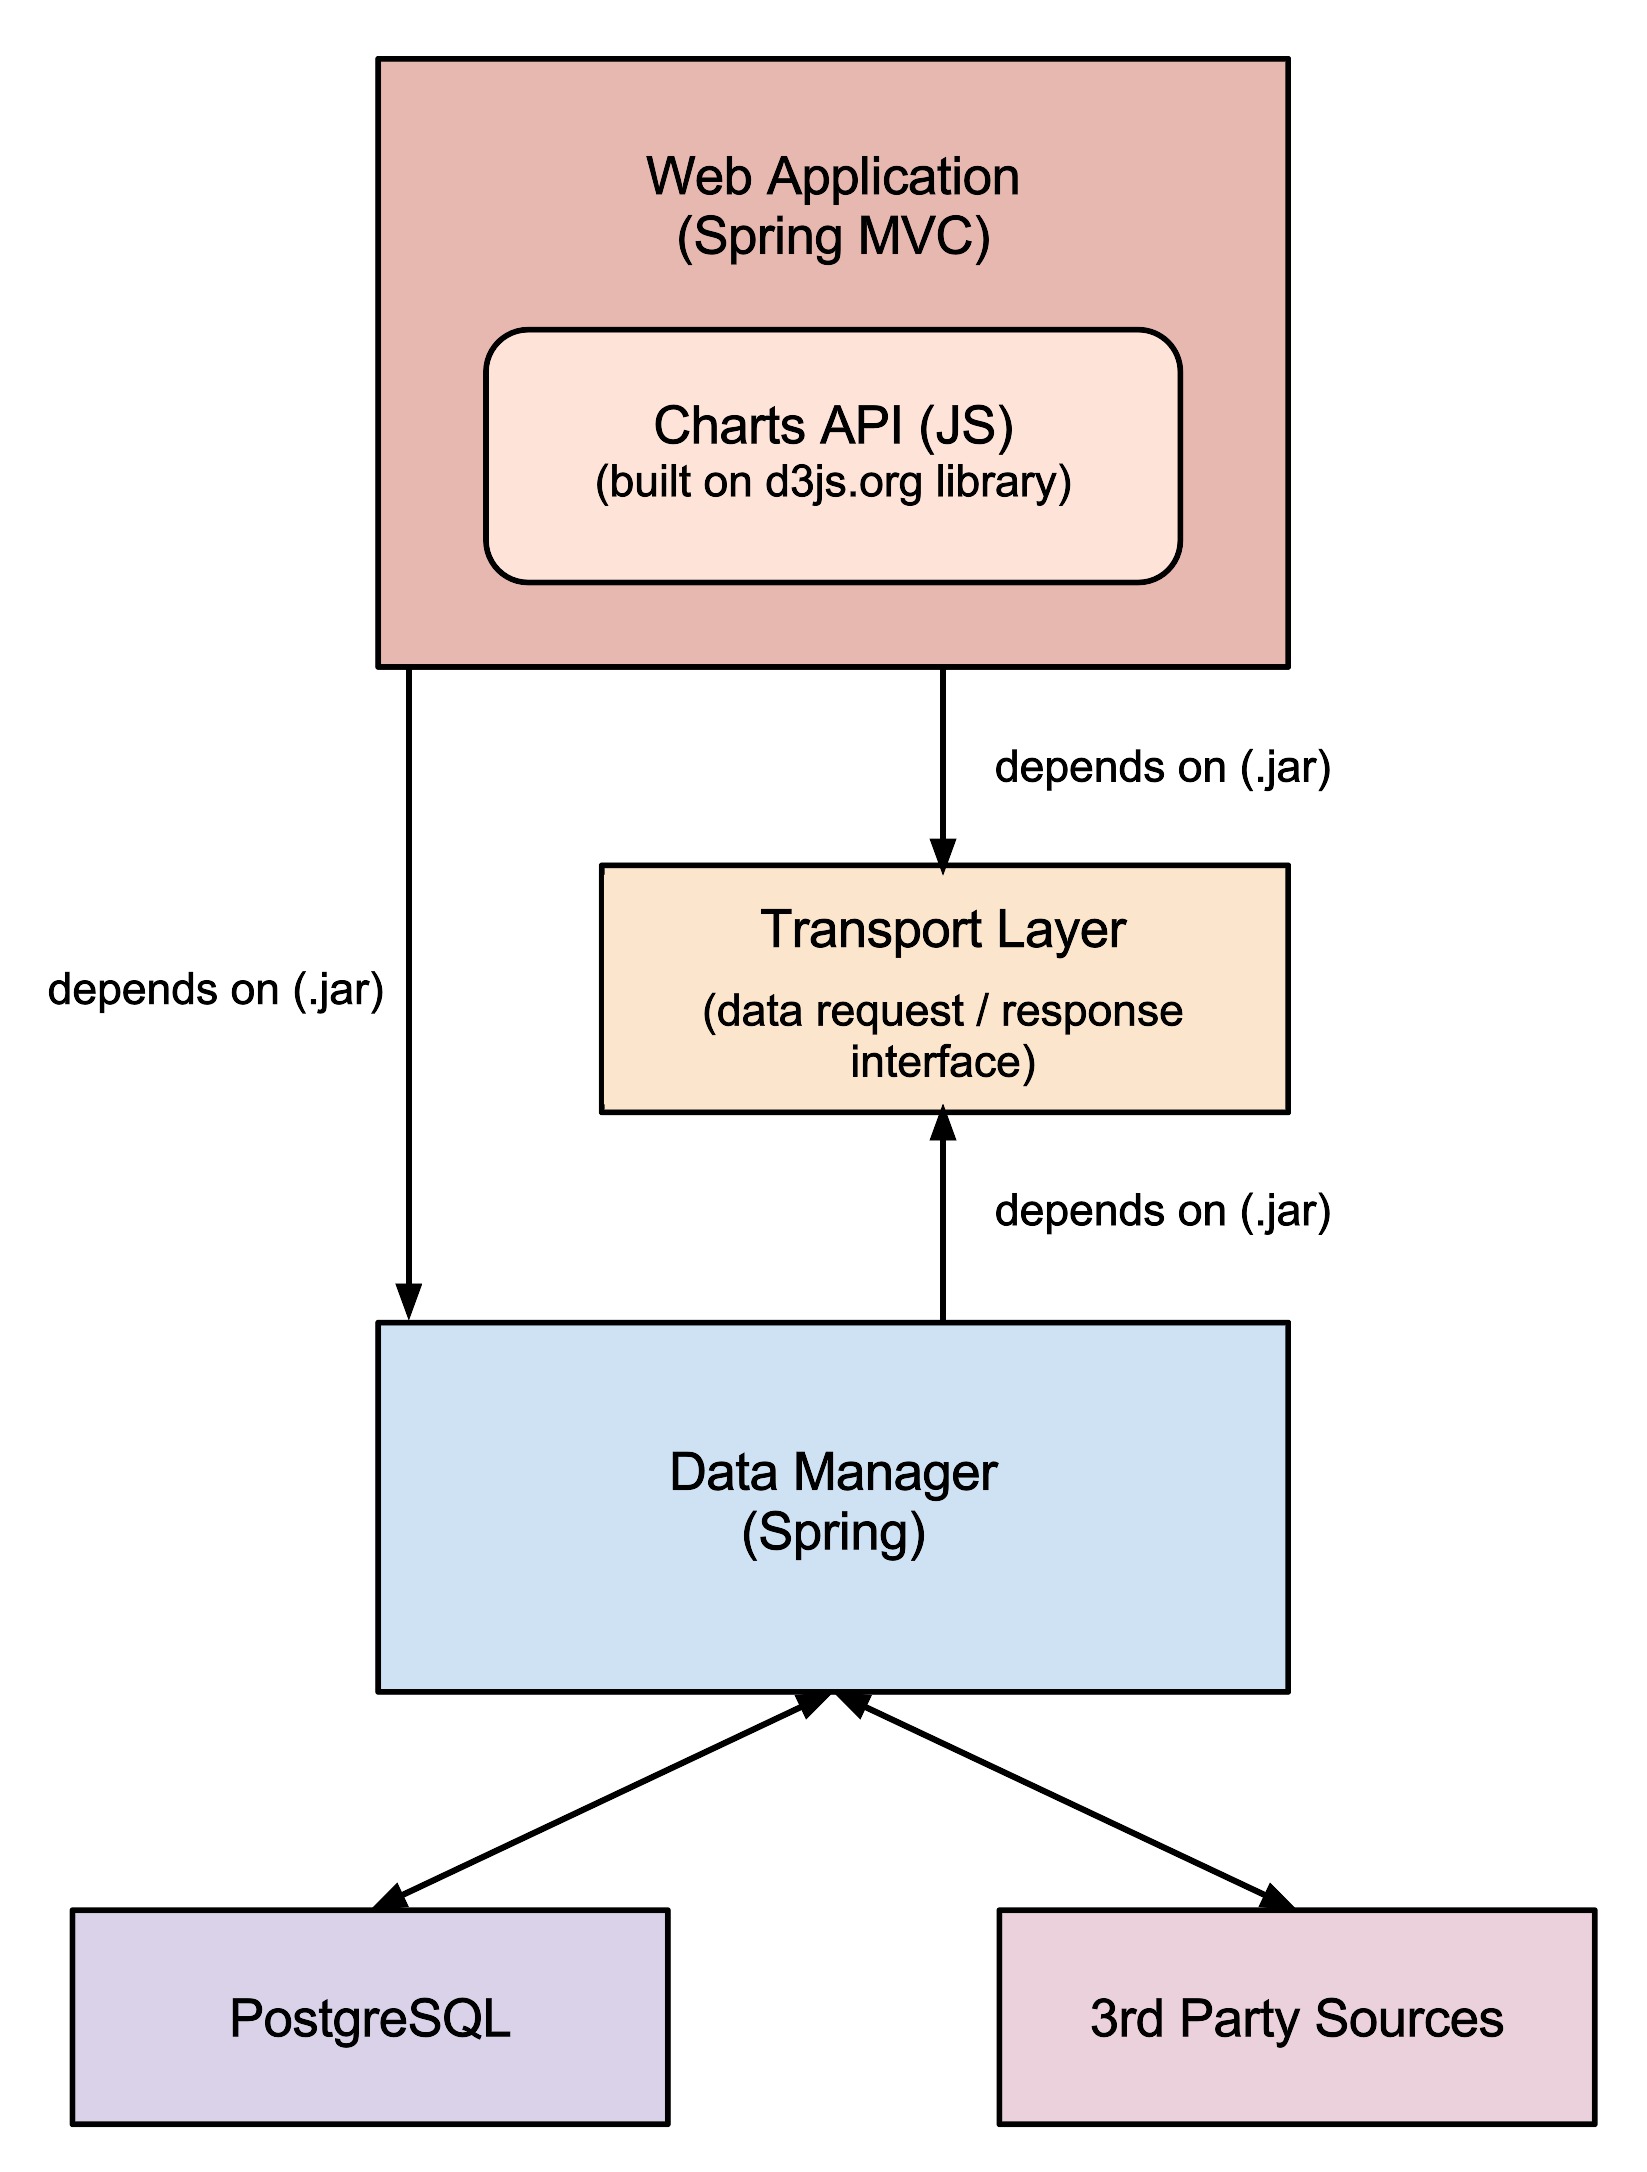 Web Application
(Spring MVC)
Charts API (JS)
(built on d3js.org library)
depends on (.jar)
Transport Layer
(data request / response
interface)
depends on (.jar)
depends on (.jar)
Data Manager
(Spring)
PostgreSQL
3rd Party Sources